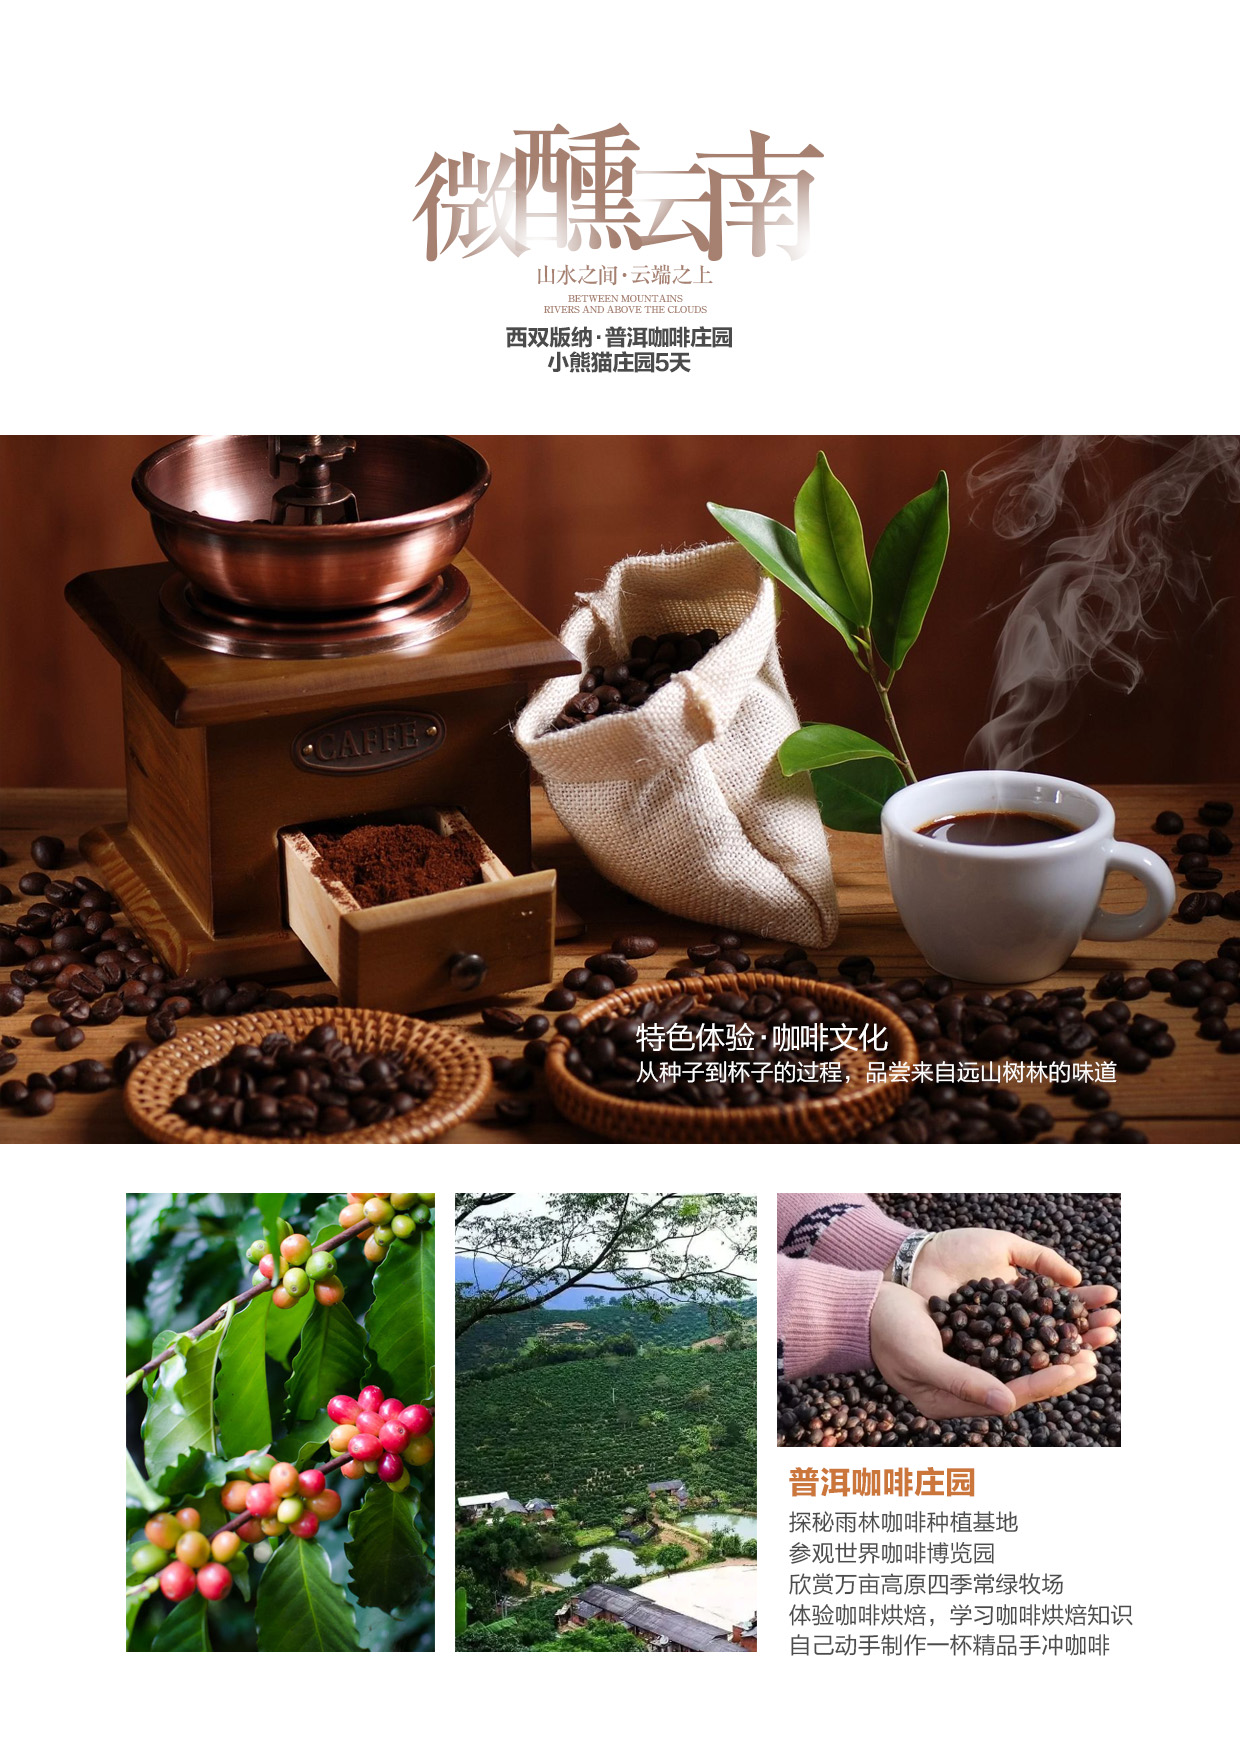 微醺云南
山水之间·云端之上
BETWEEN MOUNTAINS
RIVERS AND ABOVE THE CLOUDS
西双版纳·普洱咖啡庄园
小熊猫庄园5天
CAFFÈ
特色体验·咖啡文化
从种子到杯子的过程，品尝来自远山树林的味道
普洱咖啡庄园
探秘雨林咖啡种植基地
参观世界咖啡博览园
欣赏万亩高原四季常绿牧场
体验咖啡烘焙，学习咖啡烘焙知识
自己动手制作一杯精品手冲咖啡